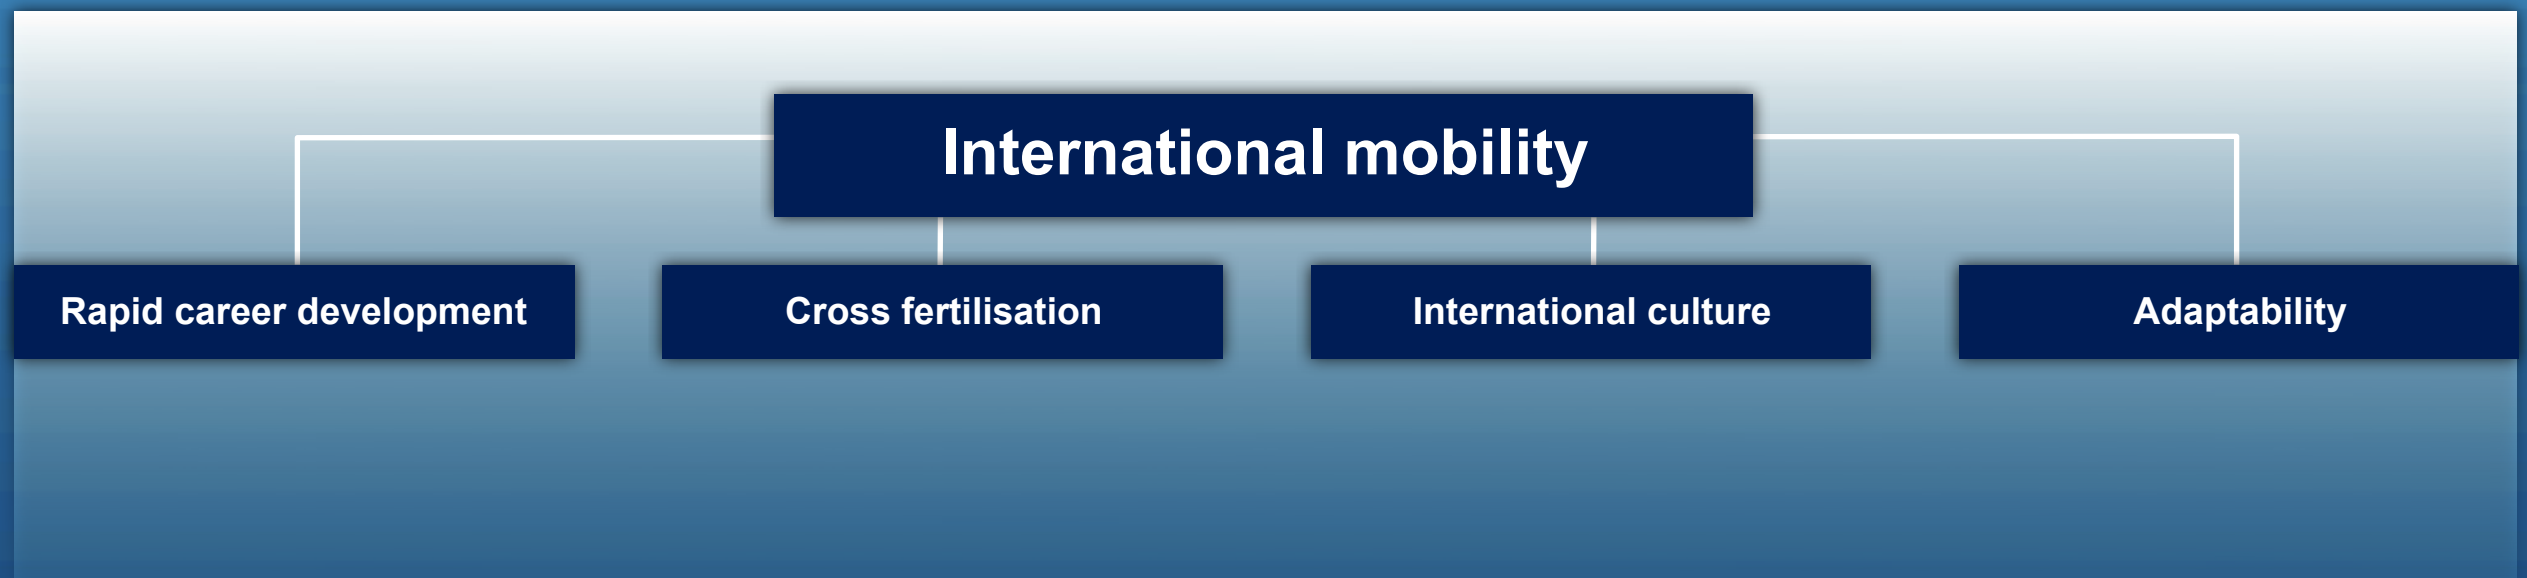 International mobility
Rapid career development
Cross fertilisation
International culture
Adaptability